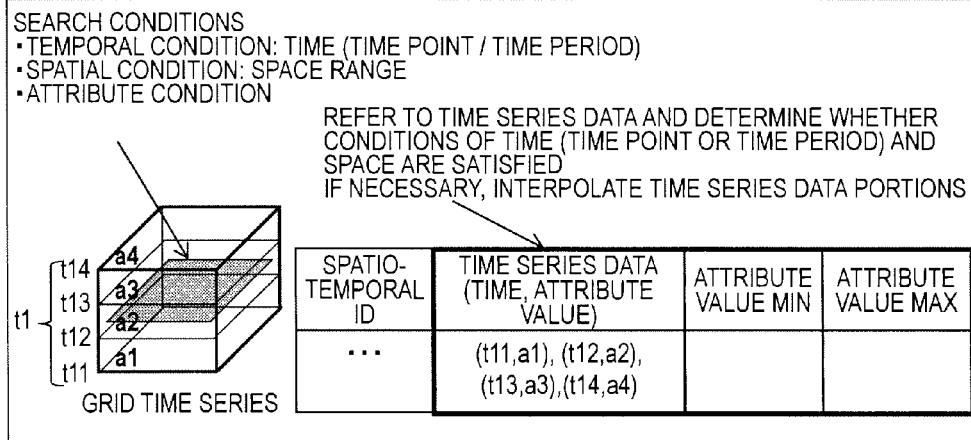 SEARCH CONDITIONS
・TEMPORAL CONDITION: TIME (TIME POINT / TIME PERIOD)
・SPATIAL CONDITION: SPACE RANGE
・ATTRIBUTE CONDITION
REFER TO TIME SERIES DATA AND DETERMINE WHETHER
CONDITIONS OF TIME (TIME POINT OR TIME PERIOD) AND
SPACE ARE SATISFIED
IF NECESSARY, INTERPOLATE TIME SERIES DATA PORTIONS
t1
t14
t13
t12
t11
a4
a3
a2
a1
GRID TIME SERIES
SPATIO-
TEMPORAL
ID
TIME SERIES DATA
(TIME, ATTRIBUTE
VALUE)
ATTRIBUTE
VALUE MIN
ATTRIBUTE
VALUE MAX
・・・
(t11,a1), (t12,a2),
(t13,a3),(t14,a4)